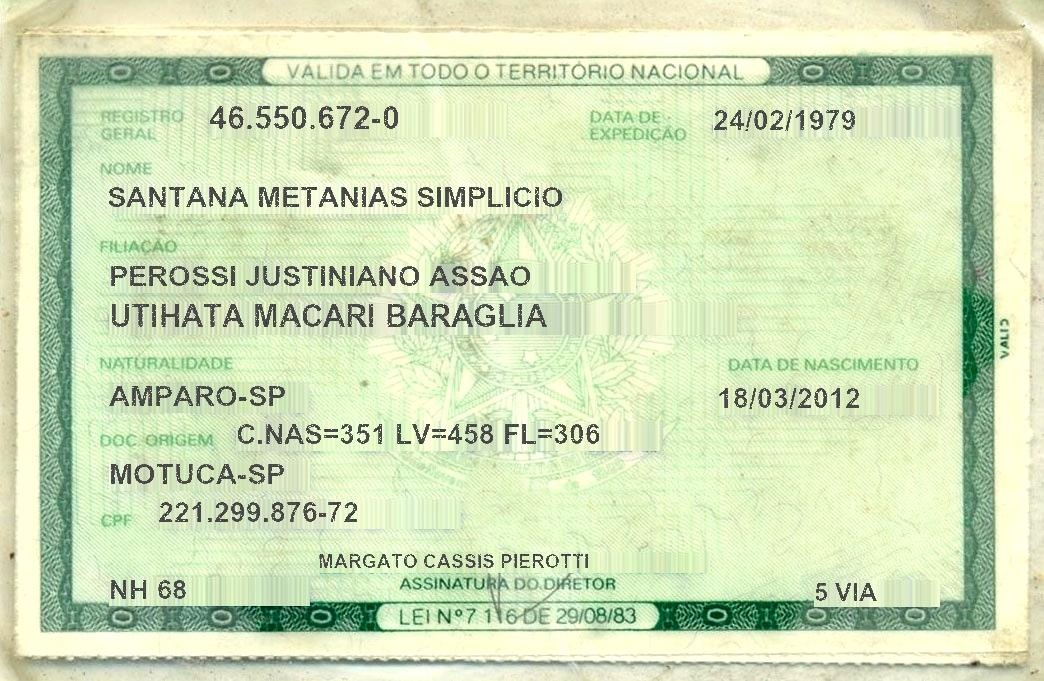 VÁLIDA EM TODO O TERRITÓRIO NACIONAL
REGISTRO GERAL 46.550.672-0 DATA DE EXPEDIÇÃO 24/02/1979
NOME
SANTANA METANIAS SIMPLICIO
FILIAÇÃO
PEROSSI JUSTINIANO ASSAO
UTIHATA MACARI BARAGLIA
NATURALIDADE DATA DE NASCIMENTO
AMPARO-SP 18/03/2012
DOC. ORIGEM C.NAS=351 LV=458 FL=306
MOTUCA-SP
CPF 221.299.876-72
MARGATO CASSIS PIEROTTI
ASSINATURA DO DIRETOR
NH 68 5 VIA
LEI Nº 7 116 DE 29/08/83
VALID